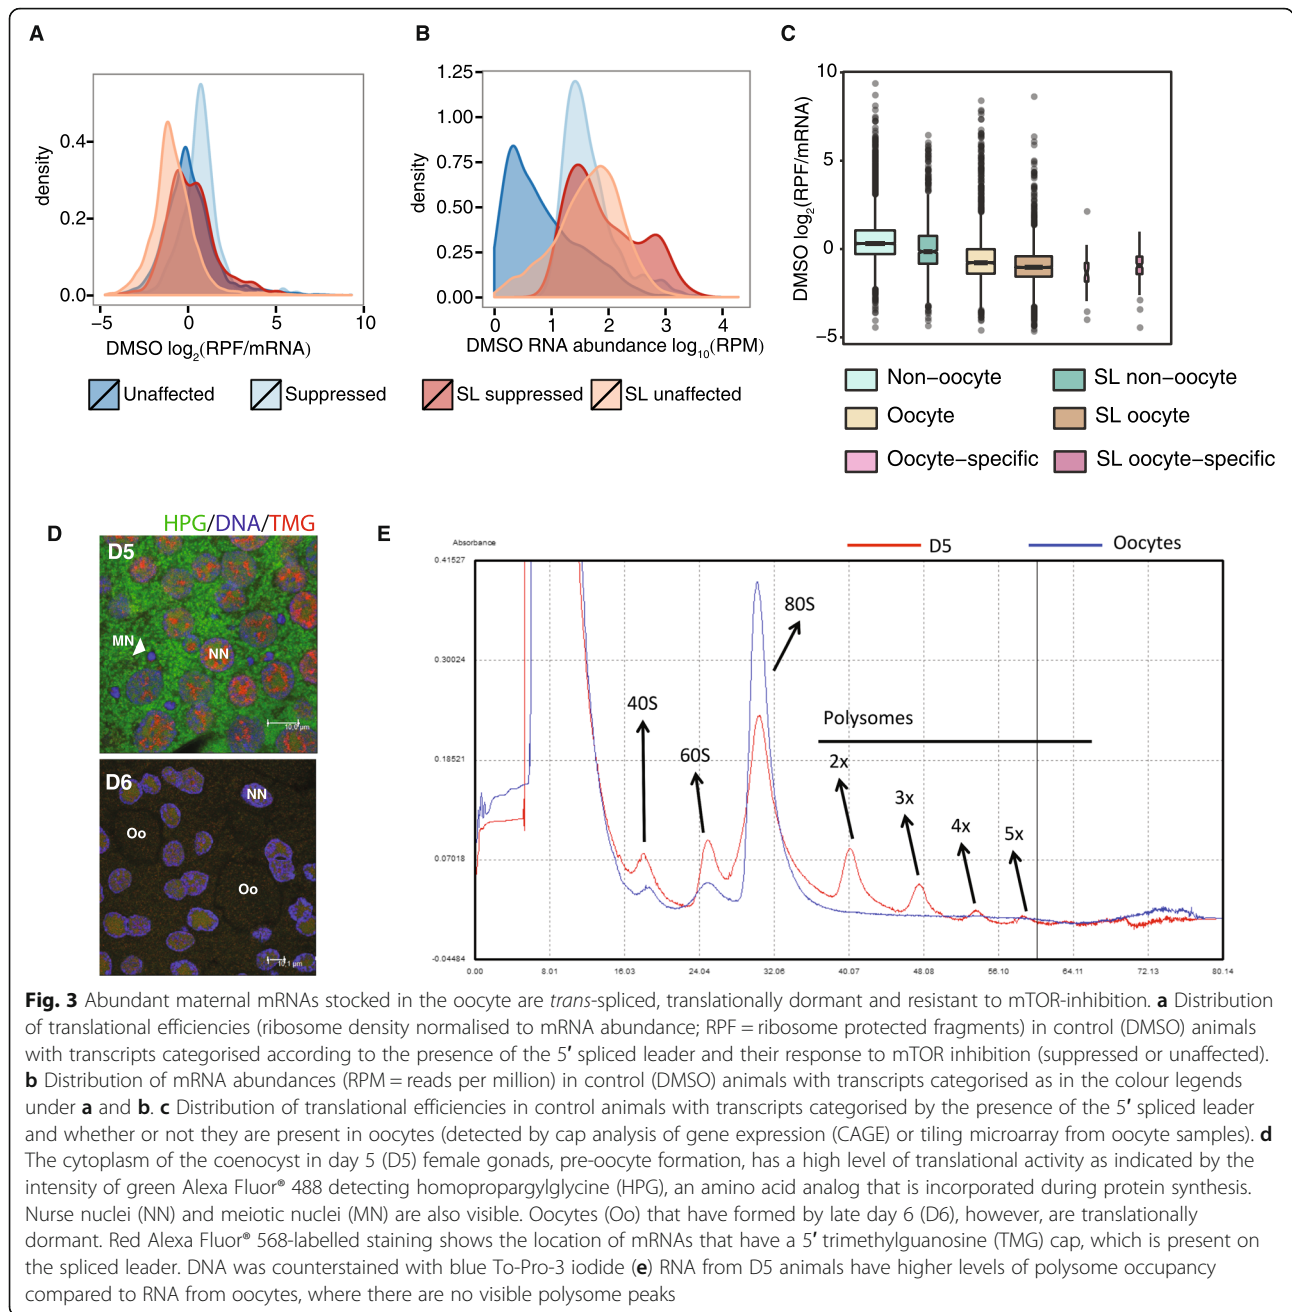 A
B
C
density
0.4
0.2
0.0
−5
0
5
10
DMSO log2(RPF/mRNA)
density
1.25
1.00
0.75
0.50
0.25
0.00
0
1
2
3
4
DMSO RNA abundance log10(RPM)
Unaffected
Suppressed
SL suppressed
SL unaffected
DMSO log2(RPF/mRNA)
10
5
0
−5
Non−oocyte
SL non−oocyte
Oocyte
SL oocyte
Oocyte−specific
SL oocyte−specific
D
HPG/DNA/TMG
D5
MN
NN
10.0 µm
D6
NN
Oo
Oo
10.1 µm
E
Absorbance
D5
Oocytes
0.41527
0.30024
0.18521
0.07018
-0.04484
40S
60S
80S
Polysomes
2x
3x
4x
5x
0.00
8.01
16.03
24.04
32.06
40.07
48.08
56.10
64.11
72.13
80.14
Fig. 3 Abundant maternal mRNAs stocked in the oocyte are trans-spliced, translationally dormant and resistant to mTOR-inhibition. a Distribution
of translational efficiencies (ribosome density normalised to mRNA abundance; RPF = ribosome protected fragments) in control (DMSO) animals
with transcripts categorised according to the presence of the 5′ spliced leader and their response to mTOR inhibition (suppressed or unaffected).
b Distribution of mRNA abundances (RPM = reads per million) in control (DMSO) animals with transcripts categorised as in the colour legends
under a and b. c Distribution of translational efficiencies in control animals with transcripts categorised by the presence of the 5′ spliced leader
and whether or not they are present in oocytes (detected by cap analysis of gene expression (CAGE) or tiling microarray from oocyte samples). d
The cytoplasm of the coenocyst in day 5 (D5) female gonads, pre-oocyte formation, has a high level of translational activity as indicated by the
intensity of green Alexa Fluor® 488 detecting homopropargylglycine (HPG), an amino acid analog that is incorporated during protein synthesis.
Nurse nuclei (NN) and meiotic nuclei (MN) are also visible. Oocytes (Oo) that have formed by late day 6 (D6), however, are translationally
dormant. Red Alexa Fluor® 568-labelled staining shows the location of mRNAs that have a 5′ trimethylguanosine (TMG) cap, which is present on
the spliced leader. DNA was counterstained with blue To-Pro-3 iodide (e) RNA from D5 animals have higher levels of polysome occupancy
compared to RNA from oocytes, where there are no visible polysome peaks